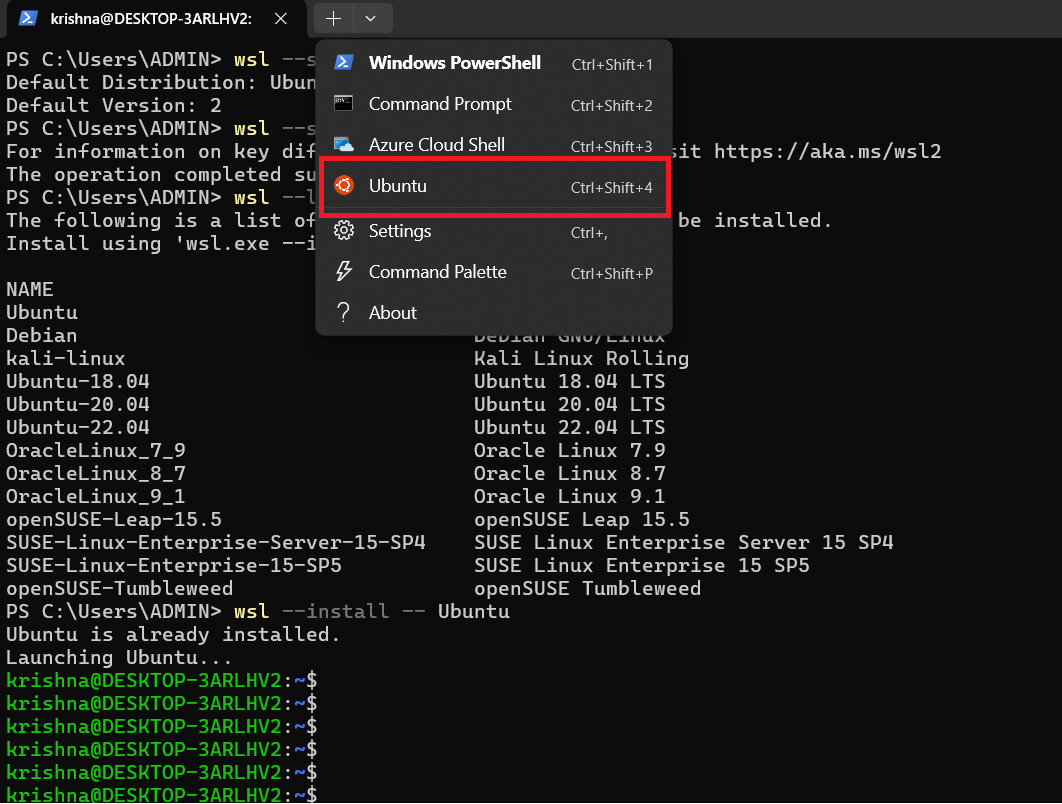 krishna@DESKTOP-3ARLHV2:
PS C:\Users\ADMIN> wsl --s
Default Distribution: Ubun
Default Version: 2
PS C:\Users\ADMIN> wsl --s
For information on key dif sit https://aka.ms/wsl2
The operation completed su
PS C:\Users\ADMIN> wsl --l
The following is a list of be installed.
Install using 'wsl.exe --i
Windows PowerShell Ctrl+Shift+1
Command Prompt Ctrl+Shift+2
Azure Cloud Shell Ctrl+Shift+3
Ubuntu Ctrl+Shift+4
Settings Ctrl+,
Command Palette Ctrl+Shift+P
About
NAME
Ubuntu
Debian Debian GNU/Linux
kali-linux Kali Linux Rolling
Ubuntu-18.04 Ubuntu 18.04 LTS
Ubuntu-20.04 Ubuntu 20.04 LTS
Ubuntu-22.04 Ubuntu 22.04 LTS
OracleLinux_7_9 Oracle Linux 7.9
OracleLinux_8_7 Oracle Linux 8.7
OracleLinux_9_1 Oracle Linux 9.1
openSUSE-Leap-15.5 openSUSE Leap 15.5
SUSE-Linux-Enterprise-Server-15-SP4 SUSE Linux Enterprise Server 15 SP4
SUSE-Linux-Enterprise-15-SP5 SUSE Linux Enterprise 15 SP5
openSUSE-Tumbleweed openSUSE Tumbleweed
PS C:\Users\ADMIN> wsl --install -- Ubuntu
Ubuntu is already installed.
Launching Ubuntu...
krishna@DESKTOP-3ARLHV2:~$
krishna@DESKTOP-3ARLHV2:~$
krishna@DESKTOP-3ARLHV2:~$
krishna@DESKTOP-3ARLHV2:~$
krishna@DESKTOP-3ARLHV2:~$
krishna@DESKTOP-3ARLHV2:~$